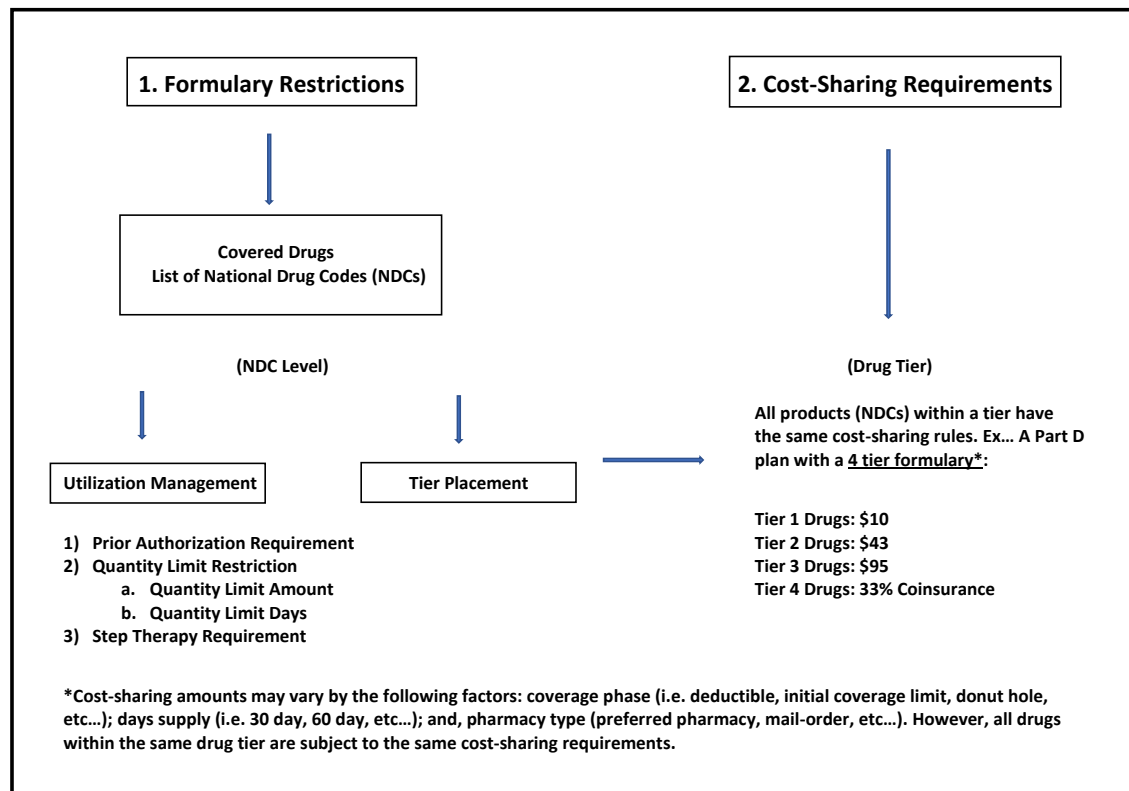 1. Formulary Restrictions
2. Cost-Sharing Requirements
Covered Drugs
List of National Drug Codes (NDCs)
(NDC Level)
(Drug Tier)
Utilization Management
Tier Placement
1) Prior Authorization Requirement
2) Quantity Limit Restriction
a. Quantity Limit Amount
b. Quantity Limit Days
3) Step Therapy Requirement
All products (NDCs) within a tier have
the same cost-sharing rules. Ex... A Part D
plan with a 4 tier formulary*:
Tier 1 Drugs: $10
Tier 2 Drugs: $43
Tier 3 Drugs: $95
Tier 4 Drugs: 33% Coinsurance
*Cost-sharing amounts may vary by the following factors: coverage phase (i.e. deductible, initial coverage limit, donut hole,
etc...); days supply (i.e. 30 day, 60 day, etc...); and, pharmacy type (preferred pharmacy, mail-order, etc...). However, all drugs
within the same drug tier are subject to the same cost-sharing requirements.